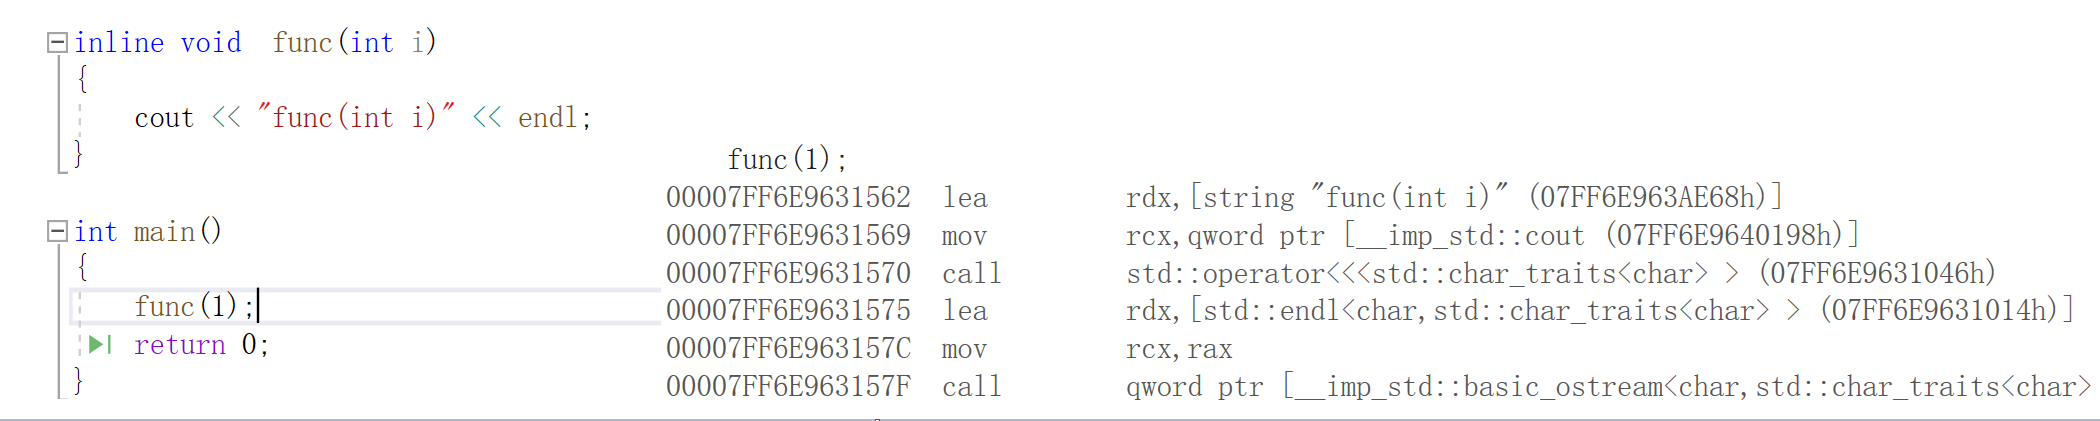 inline void  func(int i)
{
    cout << "func(int i)" << endl;
}
int main()
{
    func(1);
    return 0;
}
func(1);
00007FF6E9631562  lea         rdx,[string "func(int i)" (07FF6E963AE68h)]
00007FF6E9631569  mov         rcx,qword ptr [__imp_std::cout (07FF6E9640198h)]
00007FF6E9631570  call        std::operator<<<std::char_traits<char> > (07FF6E9631046h)
00007FF6E9631575  lea         rdx,[std::endl<char,std::char_traits<char> > (07FF6E9631014h)]
00007FF6E963157C  mov         rcx,rax
00007FF6E963157F  call        qword ptr [__imp_std::basic_ostream<char,std::char_traits<char>